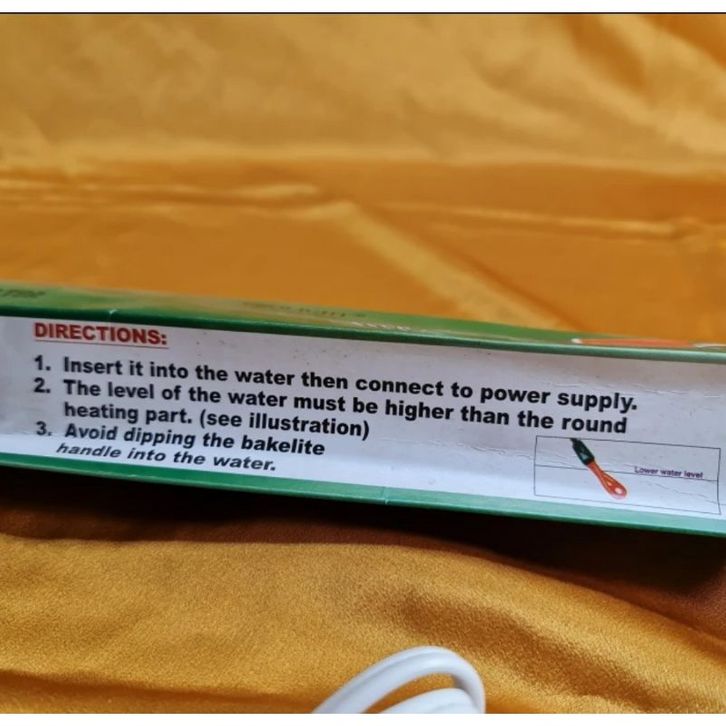 DIRECTIONS:
1. Insert it into the water then connect to power supply.
2. The level of the water must be higher than the round
heating part. (see illustration)
3. Avoid dipping the bakelite
handle into the water.
Lower water level